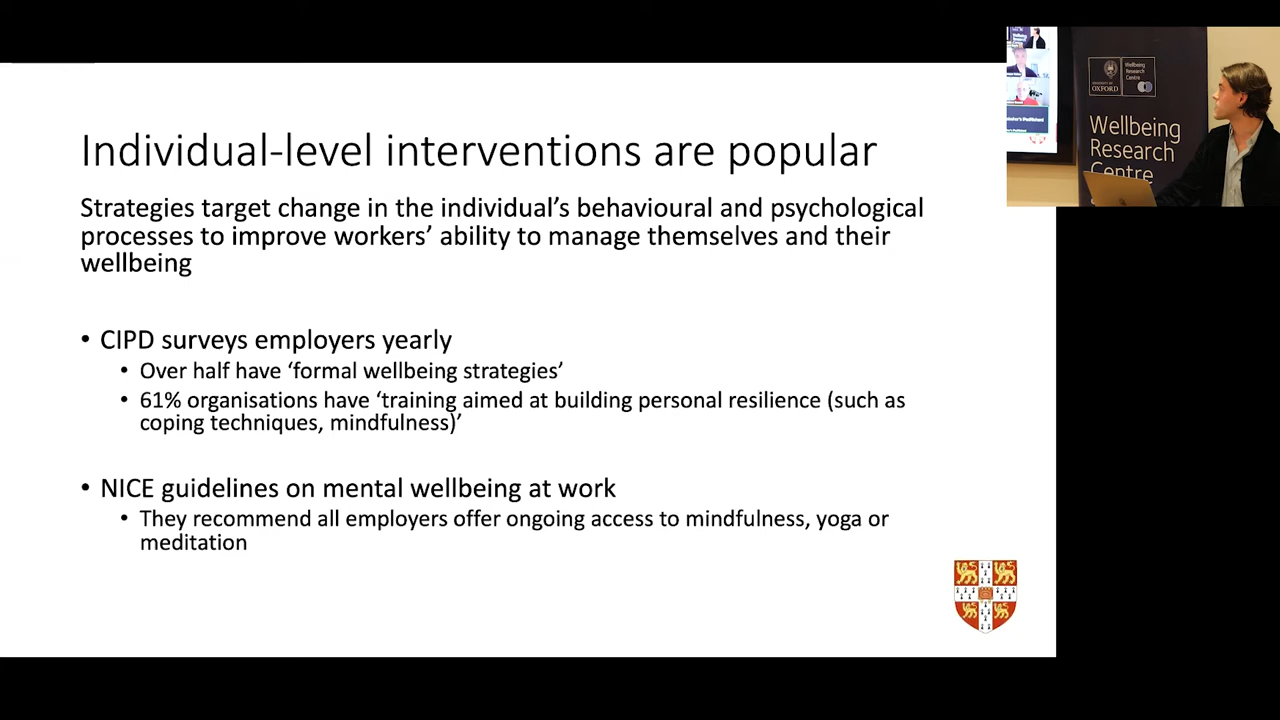 Individual-level interventions are popular
Strategies target change in the individual’s behavioural and psychological
processes to improve workers’ ability to manage themselves and their
wellbeing
• CIPD surveys employers yearly
• Over half have ‘formal wellbeing strategies’
• 61% organisations have ‘training aimed at building personal resilience (such as
coping techniques, mindfulness)’
• NICE guidelines on mental wellbeing at work
• They recommend all employers offer ongoing access to mindfulness, yoga or
meditation
UNIVERSITY OF
OXFORD
Wellbeing
Research
Centre
Wellbeing
Research
Centre